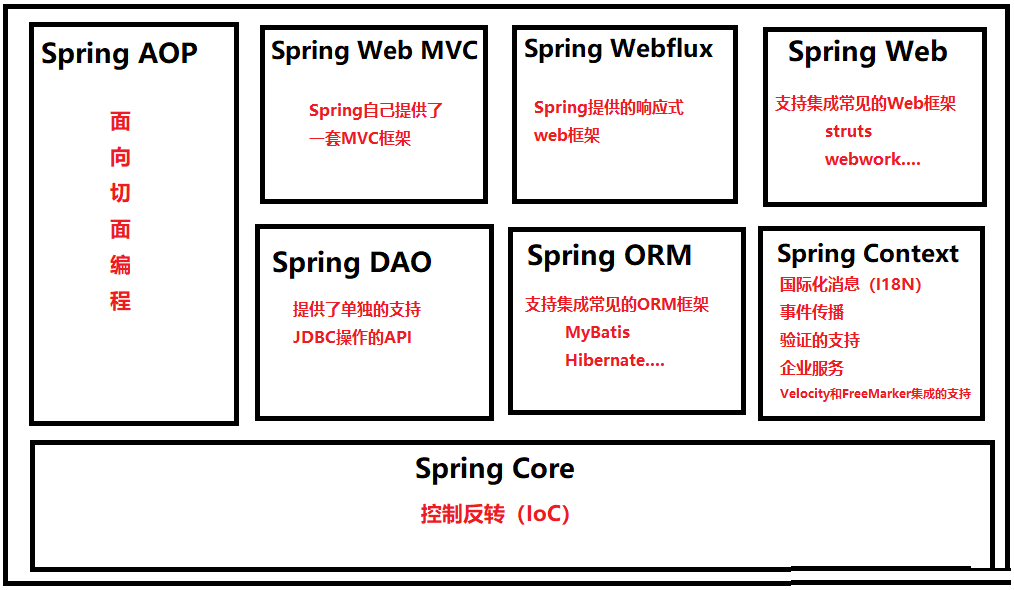 Spring AOP
面
向
切
面
编
程
Spring Web MVC
Spring自己提供了
一套MVC框架
Spring Webflux
Spring提供的响应式
web框架
Spring Web
支持集成常见的Web框架
struts
webwork....
Spring DAO
提供了单独的支持
JDBC操作的API
Spring ORM
支持集成常见的ORM框架
MyBatis
Hibernate....
Spring Context
国际化消息（I18N）
事件传播
验证的支持
企业服务
Velocity和FreeMarker集成的支持
Spring Core
控制反转（IoC）